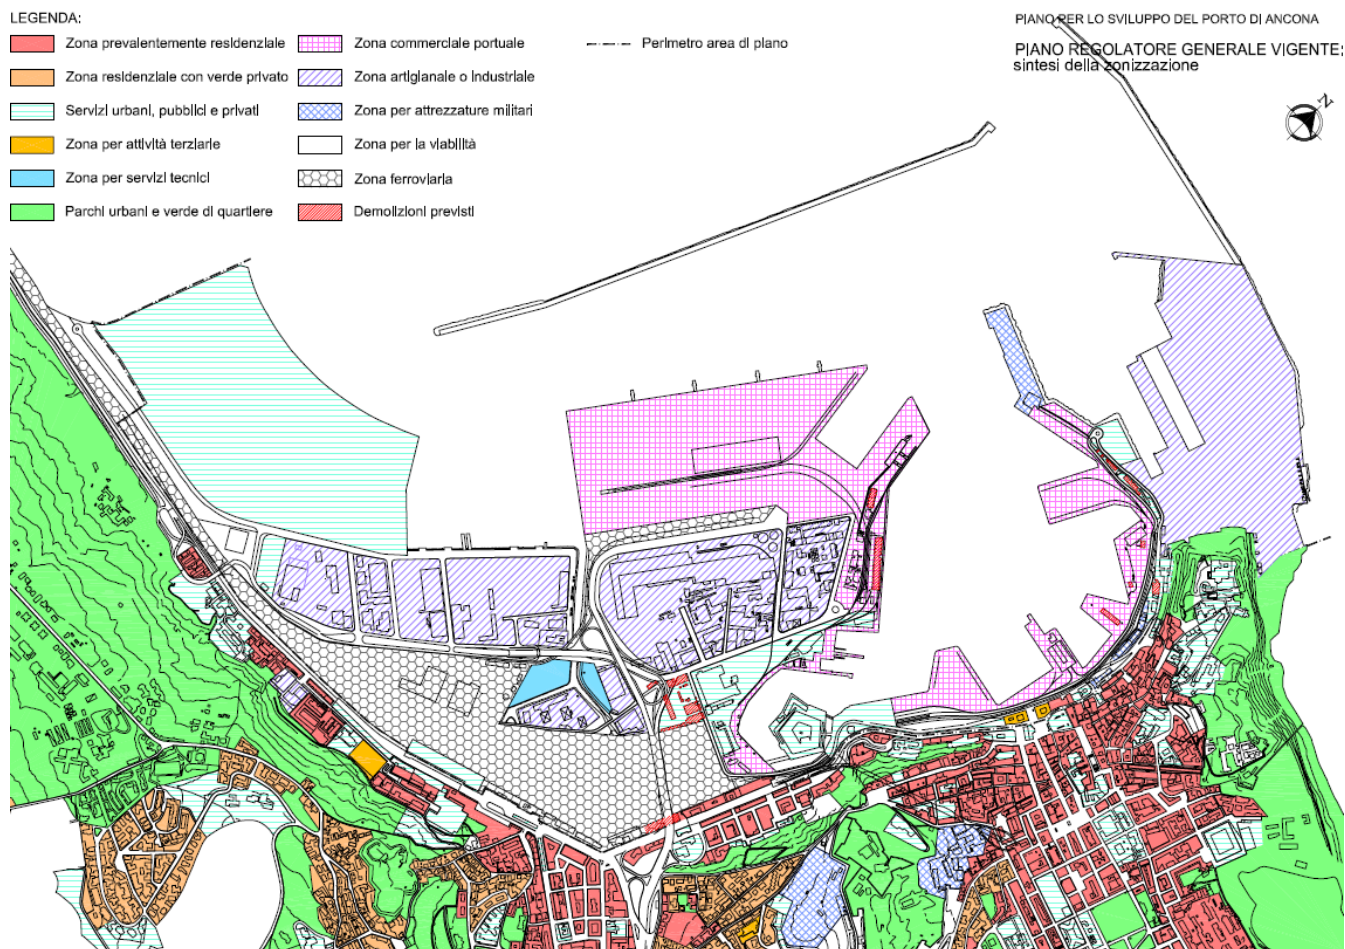 LEGENDA:
Zona prevalentemente residenziale
Zona residenziale con verde privato
Servizi urbani, pubblici e privati
Zona per attività terziarie
Zona per servizi tecnici
Parchi urbani e verde di quartiere
Zona commerciale portuale
Zona artigianale o industriale
Zona per attrezzature militari
Zona per la viabilità
Zona ferroviaria
Demolizioni previsti
Perimetro area di piano
PIANO PER LO SVILUPPO DEL PORTO DI ANCONA
PIANO REGOLATORE GENERALE VIGENTE:
sintesi della zonizzazione
N